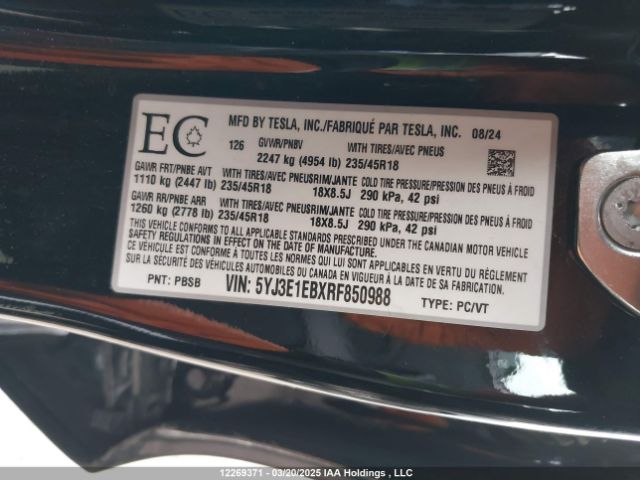 EC
MFD BY TESLA, INC./FABRIQUÉ PAR TESLA, INC. 08/24
126 GVWR/PNBV WITH TIRES/AVEC PNEUS
2247 kg (4954 lb) 235/45R18
GAWR FRT/PNBE AVT WITH TIRES/AVEC PNEUS RIM/JANTE COLD TIRE PRESSURE/PRESSION DES PNEUS À FROID
1110 kg (2447 lb) 235/45R18 18X8.5J 290 kPa, 42 psi
GAWR RR/PNBE ARR WITH TIRES/AVEC PNEUS RIM/JANTE COLD TIRE PRESSURE/PRESSION DES PNEUS À FROID
1260 kg (2778 lb) 235/45R18 18X8.5J 290 kPa, 42 psi
THIS VEHICLE CONFORMS TO ALL APPLICABLE STANDARDS PRESCRIBED UNDER THE CANADIAN MOTOR VEHICLE
SAFETY REGULATIONS IN EFFECT ON THE DATE OF MANUFACTURE.
CE VÉHICULE EST CONFORME À TOUTES LES NORMES QUI LUI SONT APPLICABLES EN VERTU DU RÈGLEMENT
SUR LA SÉCURITÉ DES VÉHICULES AUTOMOBILES DU CANADA EN VIGUEUR À LA DATE DE SA FABRICATION.
PNT: PBSB VIN: 5YJ3E1EBXRF850988 TYPE: PC/VT
12269371 - 03/20/2025 IAA Holdings , LLC